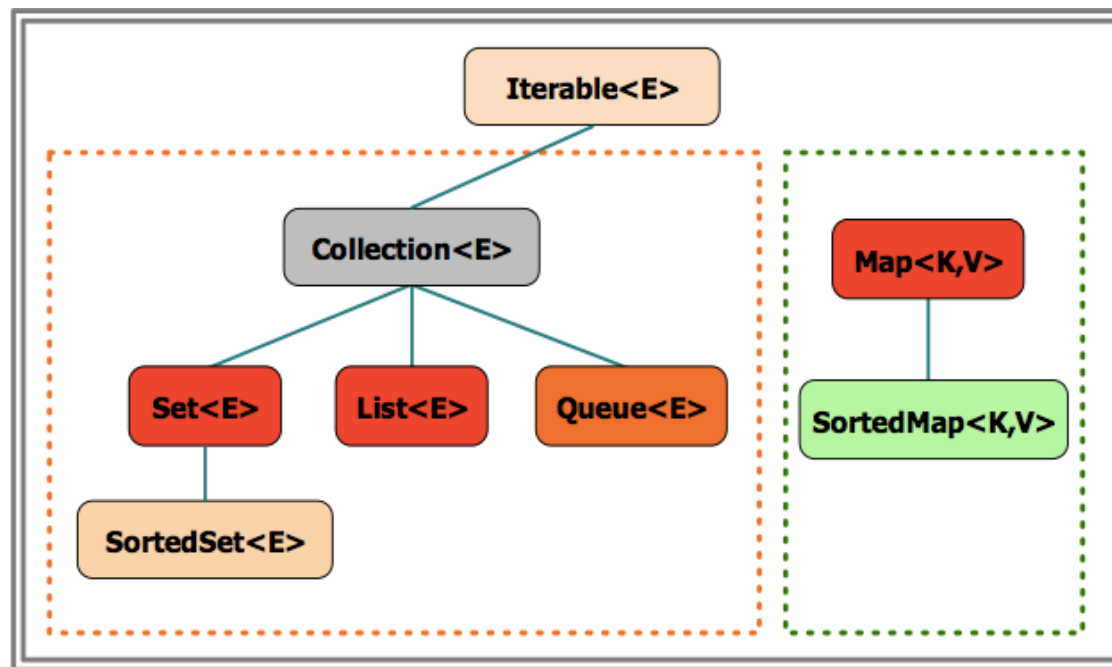 Iterable<E>
Collection<E>
Map<K,V>
Set<E>
List<E>
Queue<E>
SortedMap<K,V>
SortedSet<E>